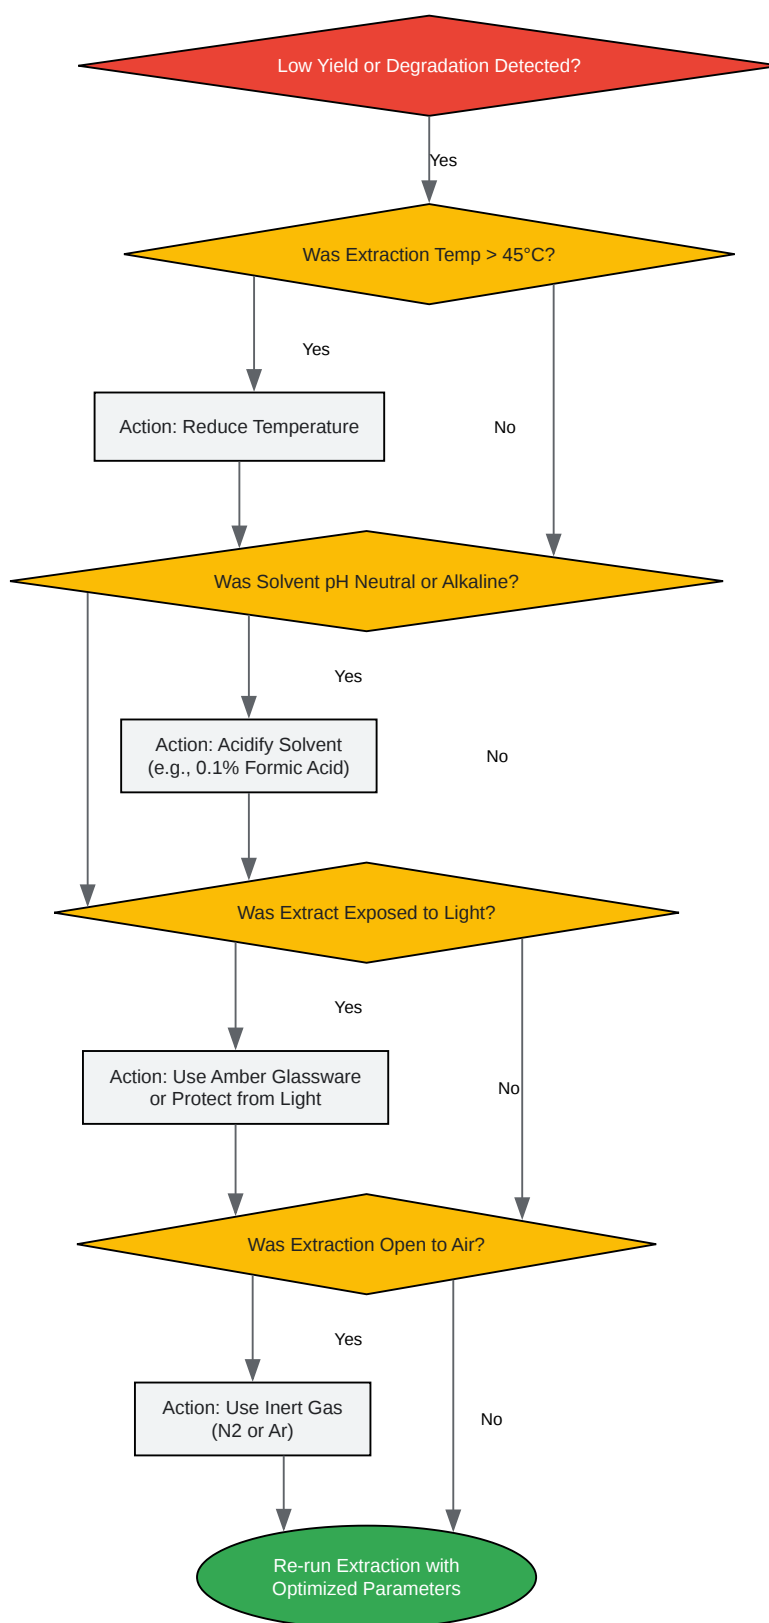 Low Yield or Degradation Detected?
Yes
Was Extraction Temp > 45°C?
Yes
Action: Reduce Temperature
No
Was Solvent pH Neutral or Alkaline?
Yes
Action: Acidify Solvent
(e.g., 0.1% Formic Acid)
No
Was Extract Exposed to Light?
Yes
Action: Use Amber Glassware
or Protect from Light
No
Was Extraction Open to Air?
Yes
Action: Use Inert Gas
(N2 or Ar)
No
Re-run Extraction with
Optimized Parameters